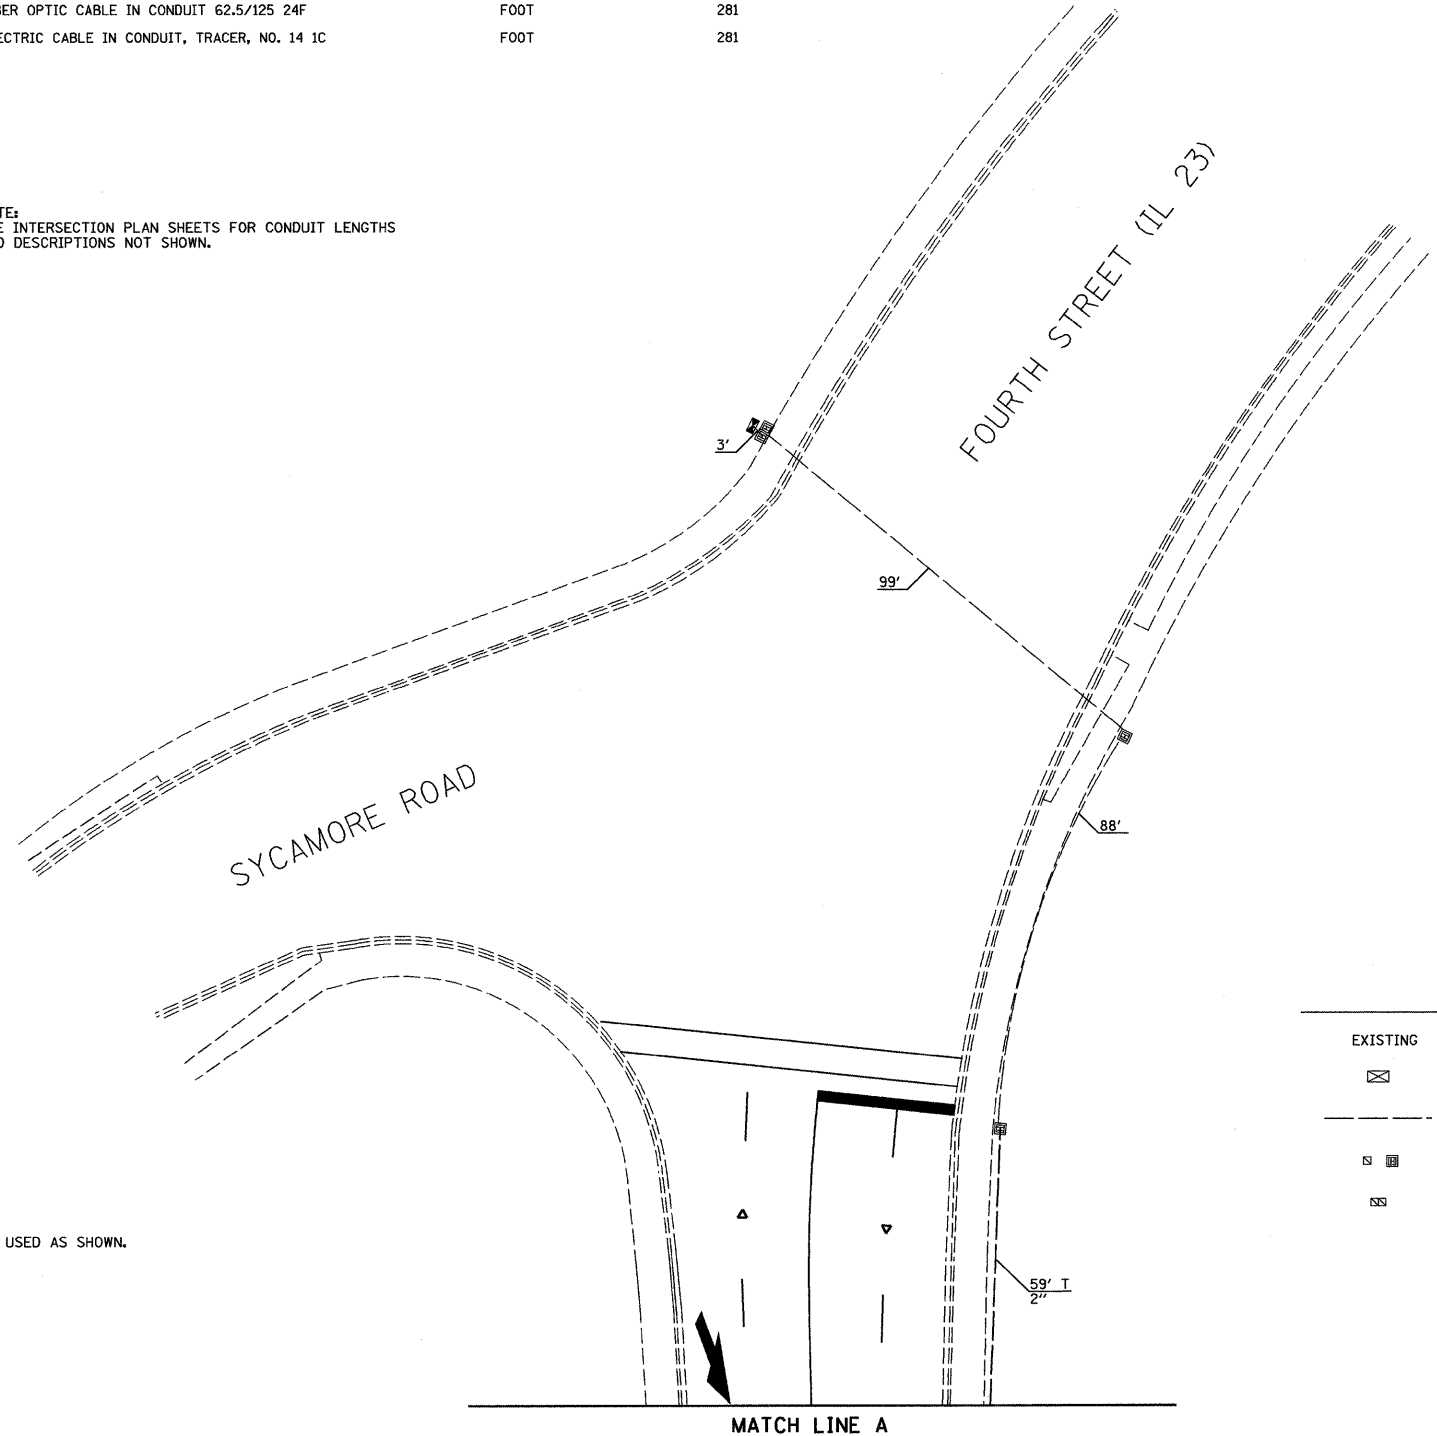 BER OPTIC CABLE IN CONDUIT 62.5/125 24F FOOT 281
ECTRIC CABLE IN CONDUIT, TRACER, NO. 14 1C FOOT 281
TE:
E INTERSECTION PLAN SHEETS FOR CONDUIT LENGTHS
D DESCRIPTIONS NOT SHOWN.
FOURTH STREET (IL 23)
3'
99'
SYCAMORE ROAD
88'
EXISTING
USED AS SHOWN.
59' T
2"
MATCH LINE A